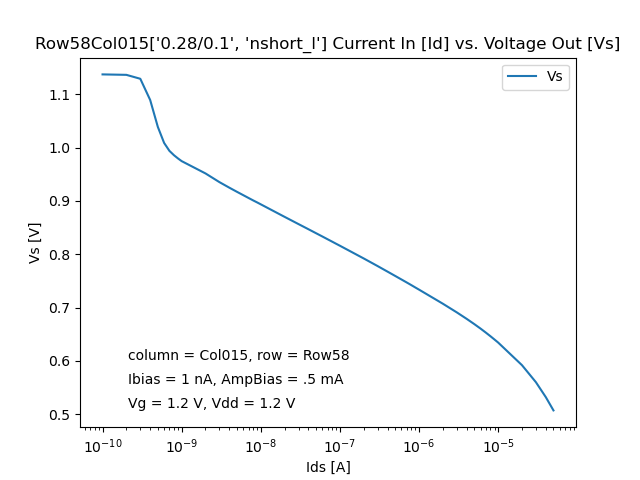 Row58Col015['0.28/0.1', 'nshort_l'] Current In [Id] vs. Voltage Out [Vs]
Vs
1.1
1.0
0.9
0.8
0.7
0.6
0.5
Vs [V]
column = Col015, row = Row58
Ibias = 1 nA, AmpBias = .5 mA
Vg = 1.2 V, Vdd = 1.2 V
10⁻¹⁰ 10⁻⁹ 10⁻⁸ 10⁻⁷ 10⁻⁶ 10⁻⁵
Ids [A]